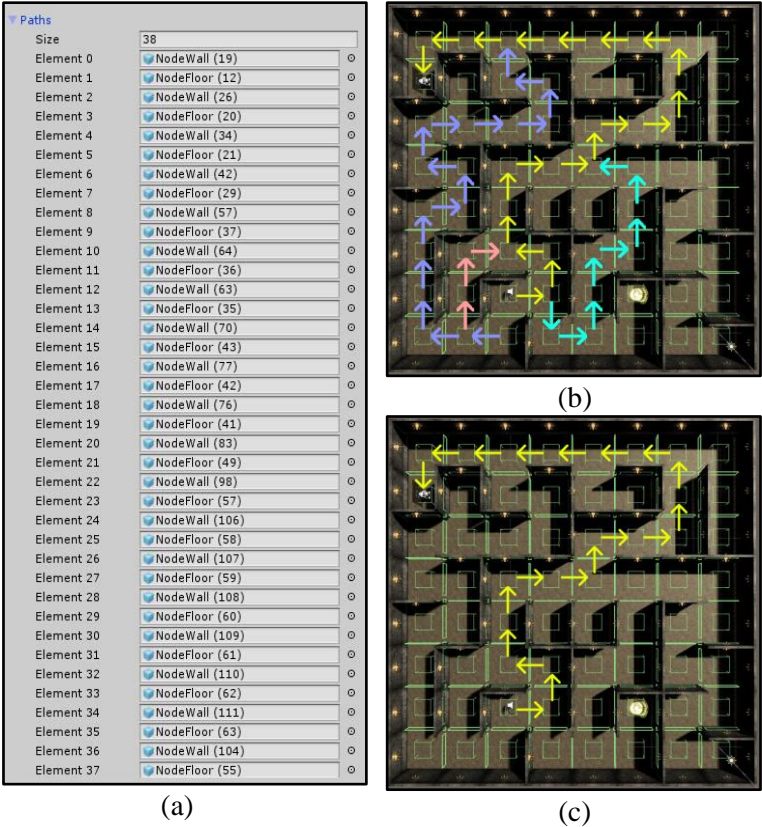 Paths
Size 38
Element 0 NodeWall (19)
Element 1 NodeFloor (12)
Element 2 NodeWall (26)
Element 3 NodeFloor (20)
Element 4 NodeWall (34)
Element 5 NodeFloor (21)
Element 6 NodeWall (42)
Element 7 NodeFloor (29)
Element 8 NodeWall (57)
Element 9 NodeFloor (37)
Element 10 NodeWall (64)
Element 11 NodeFloor (36)
Element 12 NodeWall (63)
Element 13 NodeFloor (35)
Element 14 NodeWall (70)
Element 15 NodeFloor (43)
Element 16 NodeWall (77)
Element 17 NodeFloor (42)
Element 18 NodeWall (76)
Element 19 NodeFloor (41)
Element 20 NodeWall (83)
Element 21 NodeFloor (49)
Element 22 NodeWall (98)
Element 23 NodeFloor (57)
Element 24 NodeWall (106)
Element 25 NodeFloor (58)
Element 26 NodeWall (107)
Element 27 NodeFloor (59)
Element 28 NodeWall (108)
Element 29 NodeFloor (60)
Element 30 NodeWall (109)
Element 31 NodeFloor (61)
Element 32 NodeWall (110)
Element 33 NodeFloor (62)
Element 34 NodeWall (111)
Element 35 NodeFloor (63)
Element 36 NodeWall (104)
Element 37 NodeFloor (55)
(a)
(b)
(c)